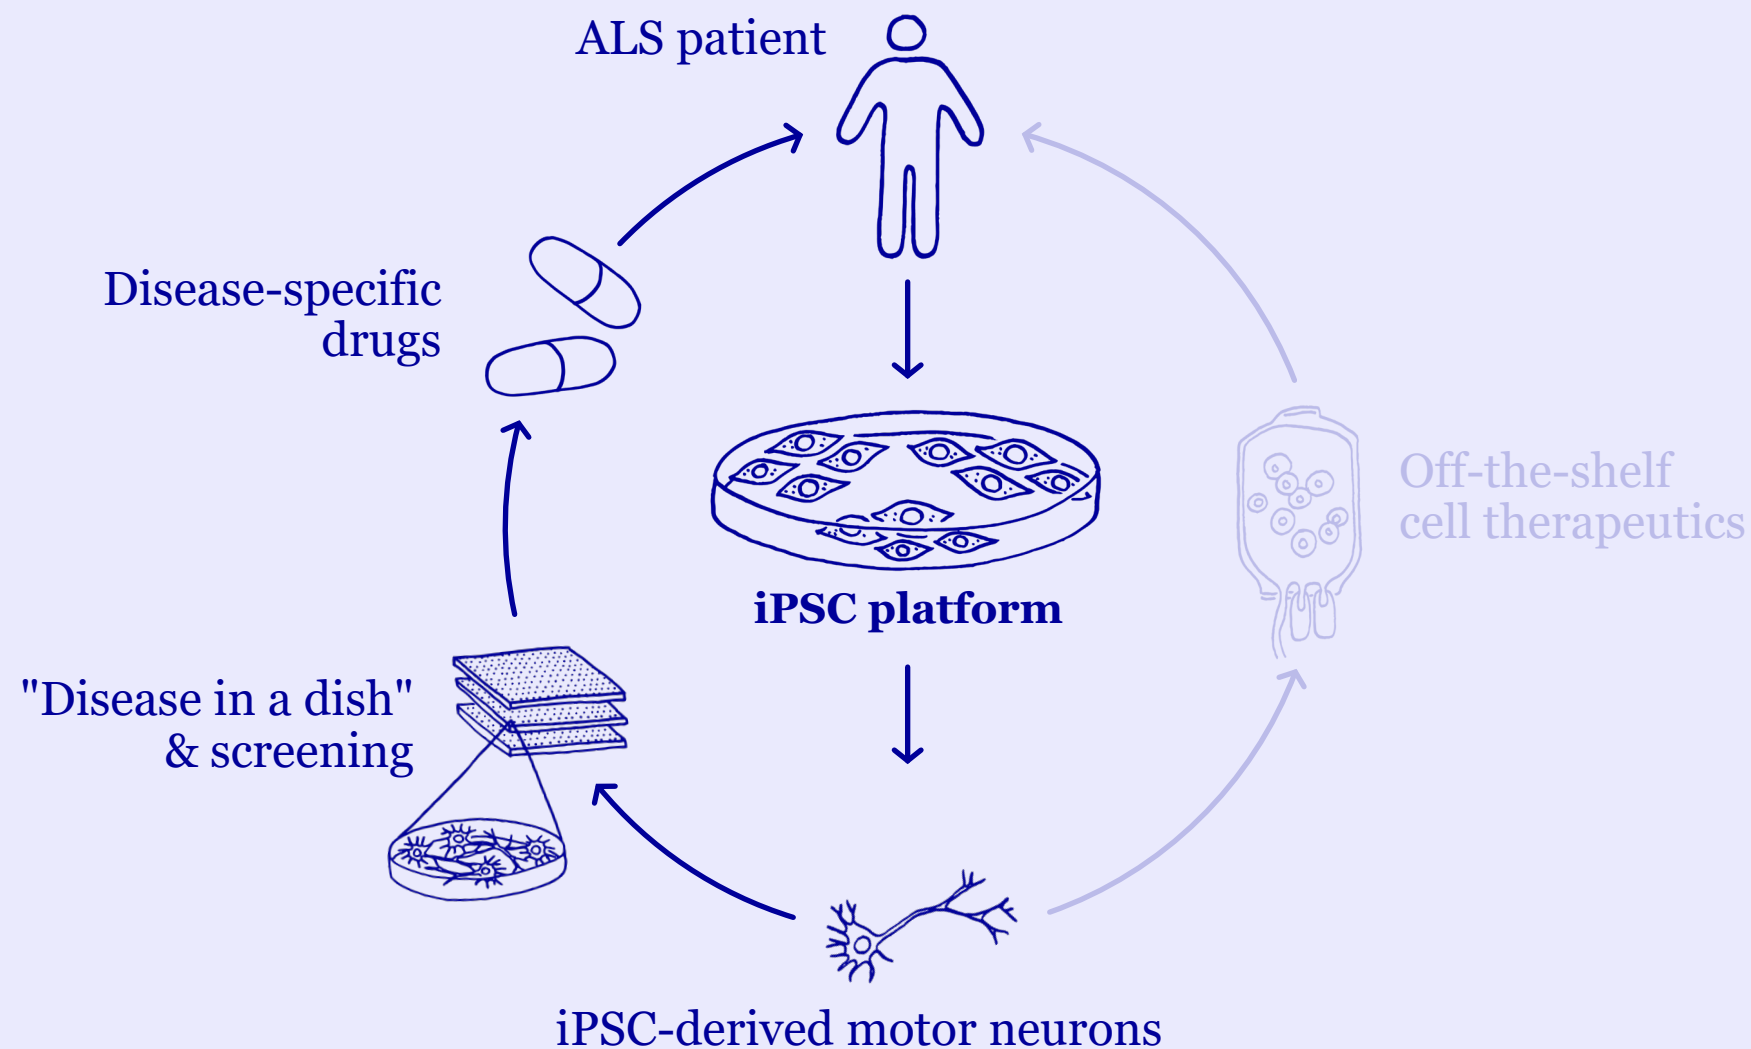 ALS patient
Disease-specific
drugs
Off-the-shelf
cell therapeutics
iPSC platform
"Disease in a dish"
& screening
iPSC-derived motor neurons